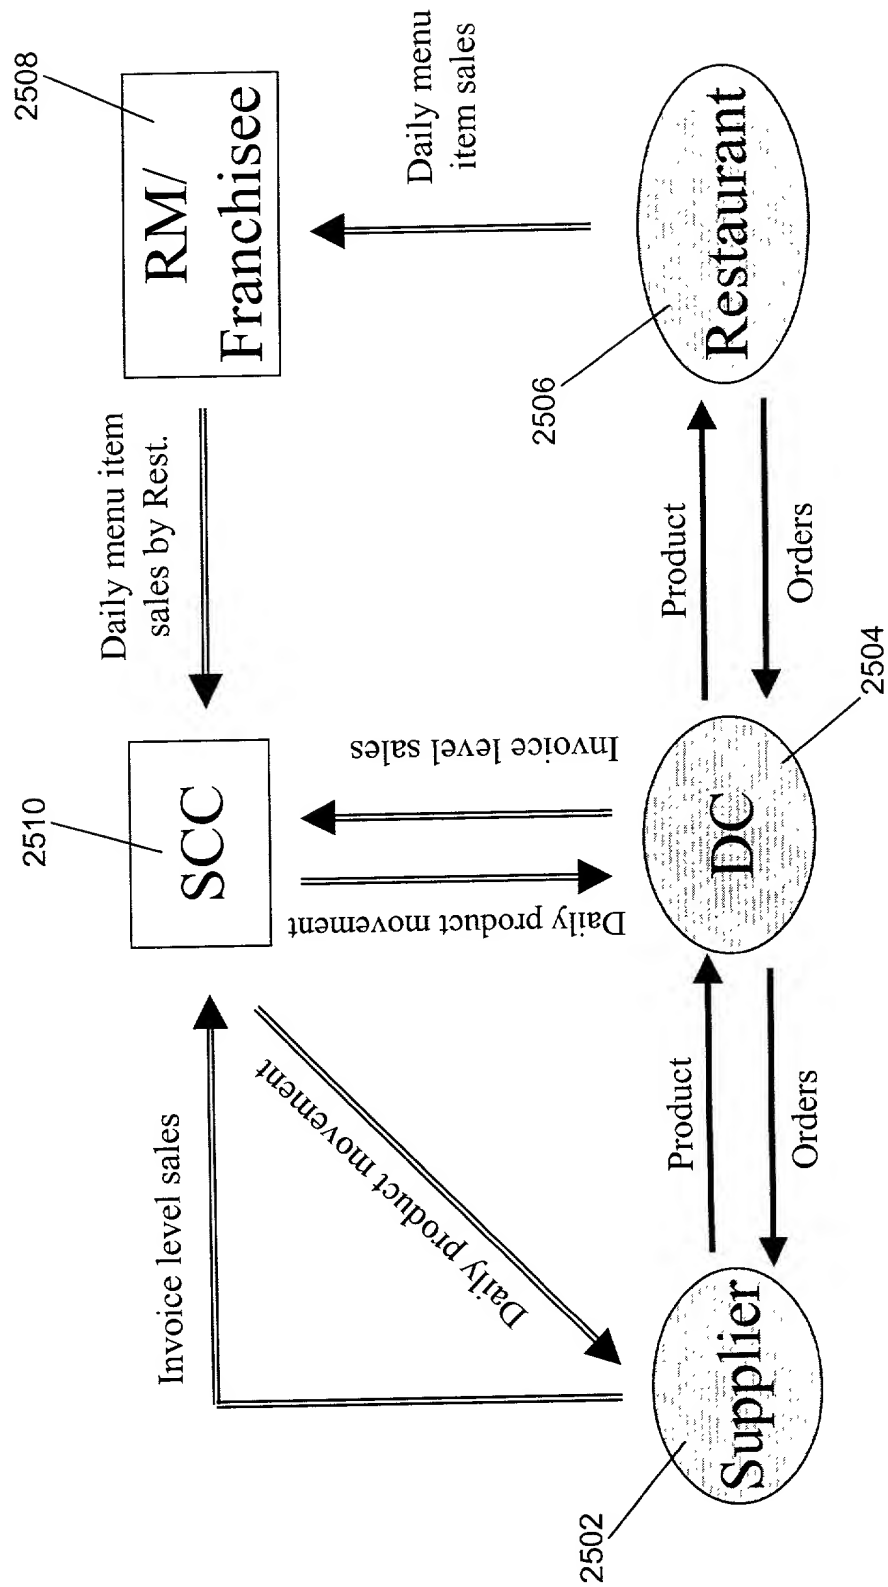 2510
SCC
Daily menu item
sales by Rest.
2508
RM/
Franchisee
Invoice level sales
Daily product movement
Daily product movement
Invoice level sales
Daily menu
item sales
2502
Supplier
Product
Orders
DC
2504
Product
Orders
2506
Restaurant